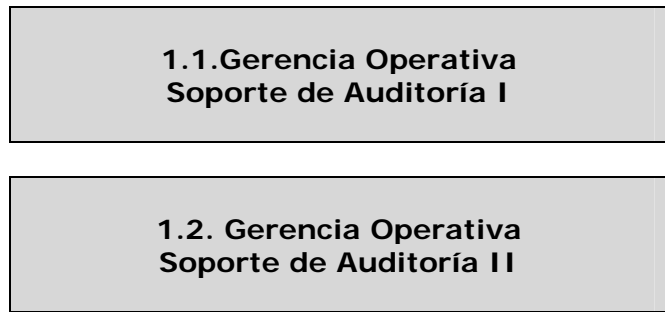 1.1.Gerencia Operativa
Soporte de Auditoría I
1.2. Gerencia Operativa
Soporte de Auditoría II